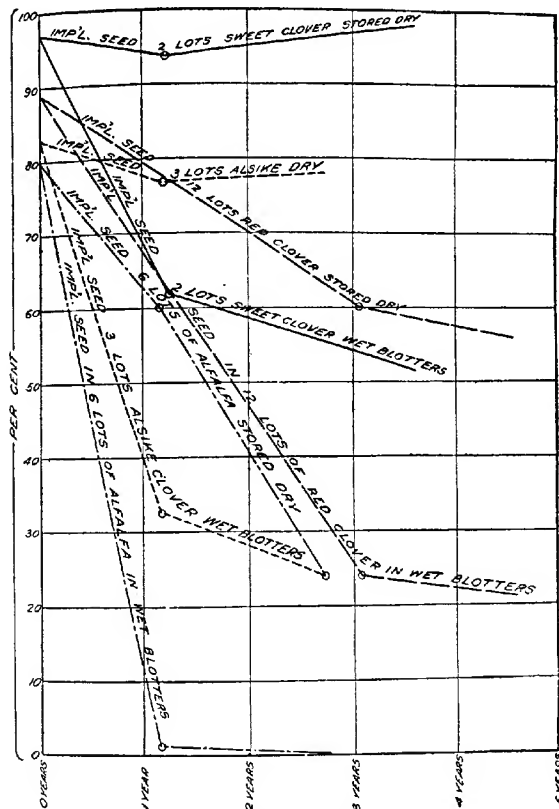 100
90
80
70
60
50
40
30
20
10
0
PER CENT
IMP'L. SEED 2 LOTS SWEET CLOVER STORED DRY
IMP'L. SEED 12 LOTS RED CLOVER STORED DRY
IMP'L. SEED 3 LOTS ALSIKE DRY
IMP'L SEED 2 LOTS SWEET CLOVER WET BLOTTERS
IMP'L SEED IN 12 LOTS OF RED CLOVER IN WET BLOTTERS
IMP'L SEED 6 LOTS OF ALFALFA STORED DRY
IMP'L SEED 3 LOTS ALSIKE CLOVER WET BLOTTERS
IMP'L SEED IN 6 LOTS OF ALFALFA IN WET BLOTTERS
0 YEARS
1 YEAR
2 YEARS
3 YEARS
4 YEARS